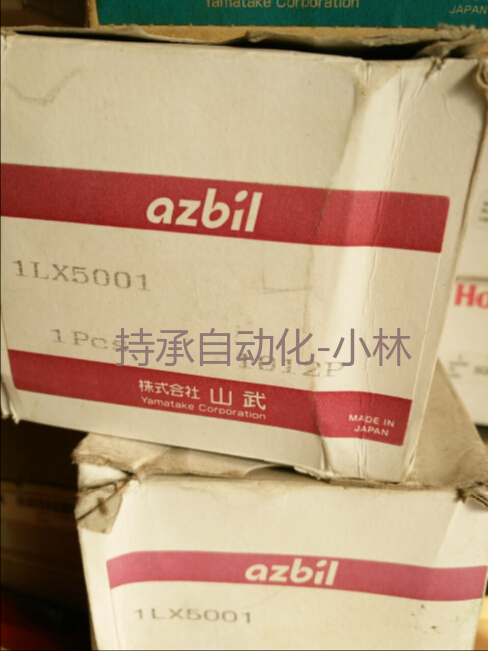 Yamatake Corporation
JAPAN
azbil
1LX5001
Ho
1Pcs
持承自动化-小林
株式会社 山武
Yamatake Corporation
MADE IN
JAPAN
azbil
1LX5001